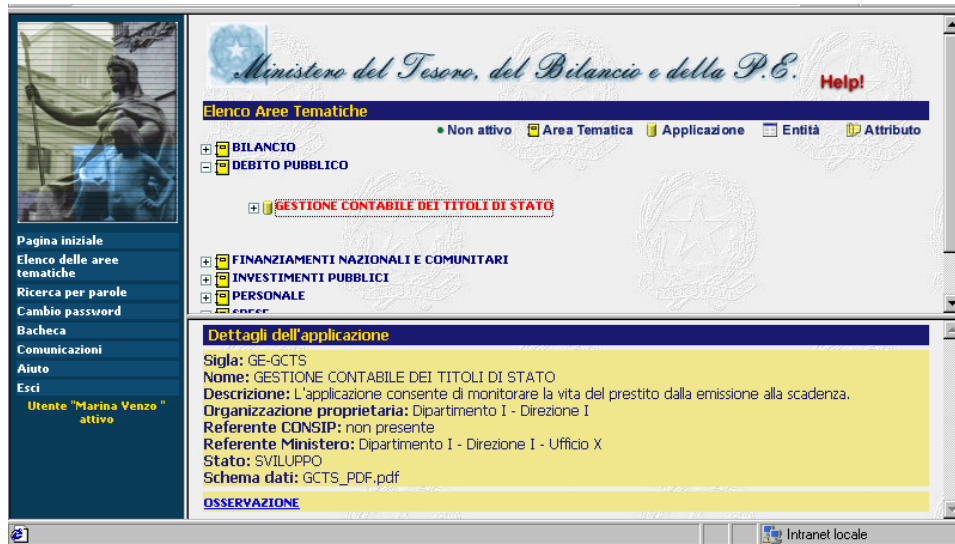 Ministero del Tesoro, del Bilancio e della P.E.
Help!
Elenco Aree Tematiche
Non attivo Area Tematica Applicazione Entità Attributo
BILANCIO
DEBITO PUBBLICO
GESTIONE CONTABILE DEI TITOLI DI STATO
FINANZIAMENTI NAZIONALI E COMUNITARI
INVESTIMENTI PUBBLICI
PERSONALE
SPESE
Pagina iniziale
Elenco delle aree
tematiche
Ricerca per parole
Cambio password
Bacheca
Comunicazioni
Aiuto
Esci
Utente "Marina Venzo "
attivo
Dettagli dell'applicazione
Sigla: GE-GCTS
Nome: GESTIONE CONTABILE DEI TITOLI DI STATO
Descrizione: L'applicazione consente di monitorare la vita del prestito dalla emissione alla scadenza.
Organizzazione proprietaria: Dipartimento I - Direzione I
Referente CONSIP: non presente
Referente Ministero: Dipartimento I - Direzione I - Ufficio X
Stato: SVILUPPO
Schema dati: GCTS_PDF.pdf
OSSERVAZIONE
Intranet locale